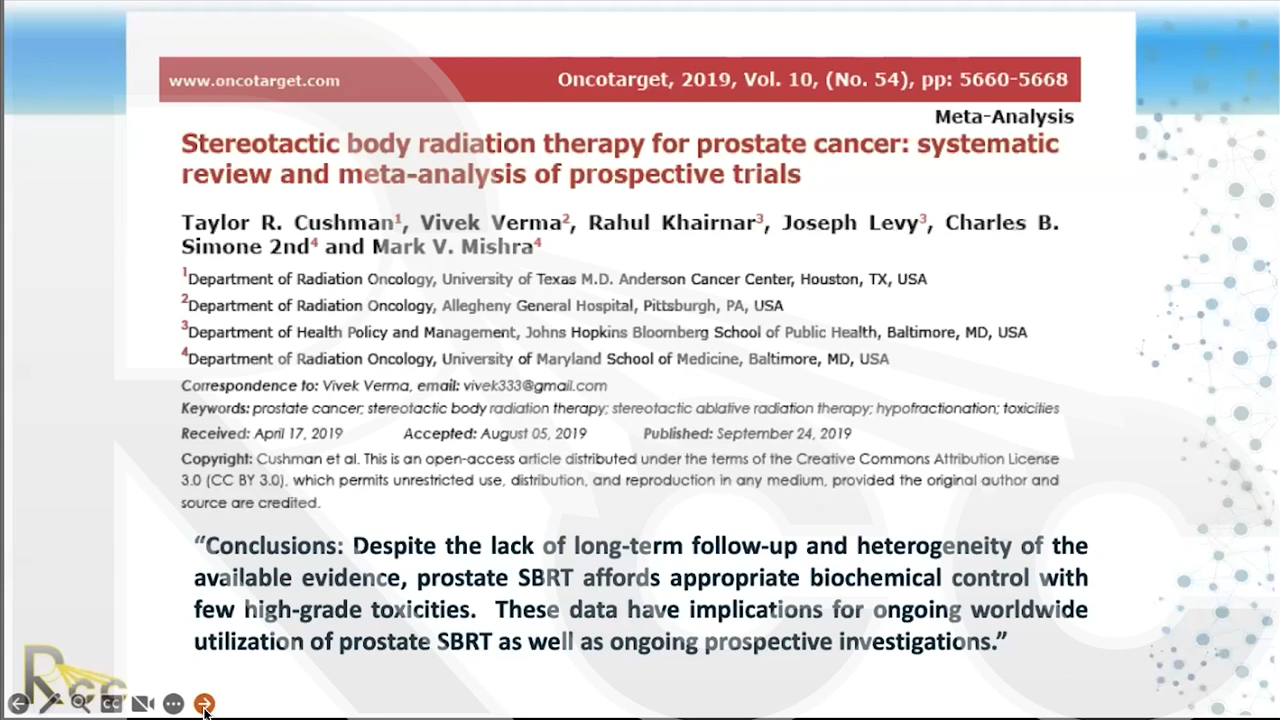 www.oncotarget.com Oncotarget, 2019, Vol. 10, (No. 54), pp: 5660-5668
Meta-Analysis
Stereotactic body radiation therapy for prostate cancer: systematic
review and meta-analysis of prospective trials
Taylor R. Cushman1, Vivek Verma2, Rahul Khairnar3, Joseph Levy3, Charles B.
Simone 2nd4 and Mark V. Mishra4
1Department of Radiation Oncology, University of Texas M.D. Anderson Cancer Center, Houston, TX, USA
2Department of Radiation Oncology, Allegheny General Hospital, Pittsburgh, PA, USA
3Department of Health Policy and Management, Johns Hopkins Bloomberg School of Public Health, Baltimore, MD, USA
4Department of Radiation Oncology, University of Maryland School of Medicine, Baltimore, MD, USA
Correspondence to: Vivek Verma, email: vivek333@gmail.com
Keywords: prostate cancer; stereotactic body radiation therapy; stereotactic ablative radiation therapy; hypofractionation; toxicities
Received: April 17, 2019 Accepted: August 05, 2019 Published: September 24, 2019
Copyright: Cushman et al. This is an open-access article distributed under the terms of the Creative Commons Attribution License
3.0 (CC BY 3.0), which permits unrestricted use, distribution, and reproduction in any medium, provided the original author and
source are credited.
“Conclusions: Despite the lack of long-term follow-up and heterogeneity of the
available evidence, prostate SBRT affords appropriate biochemical control with
few high-grade toxicities. These data have implications for ongoing worldwide
utilization of prostate SBRT as well as ongoing prospective investigations.”
Rcc
CC